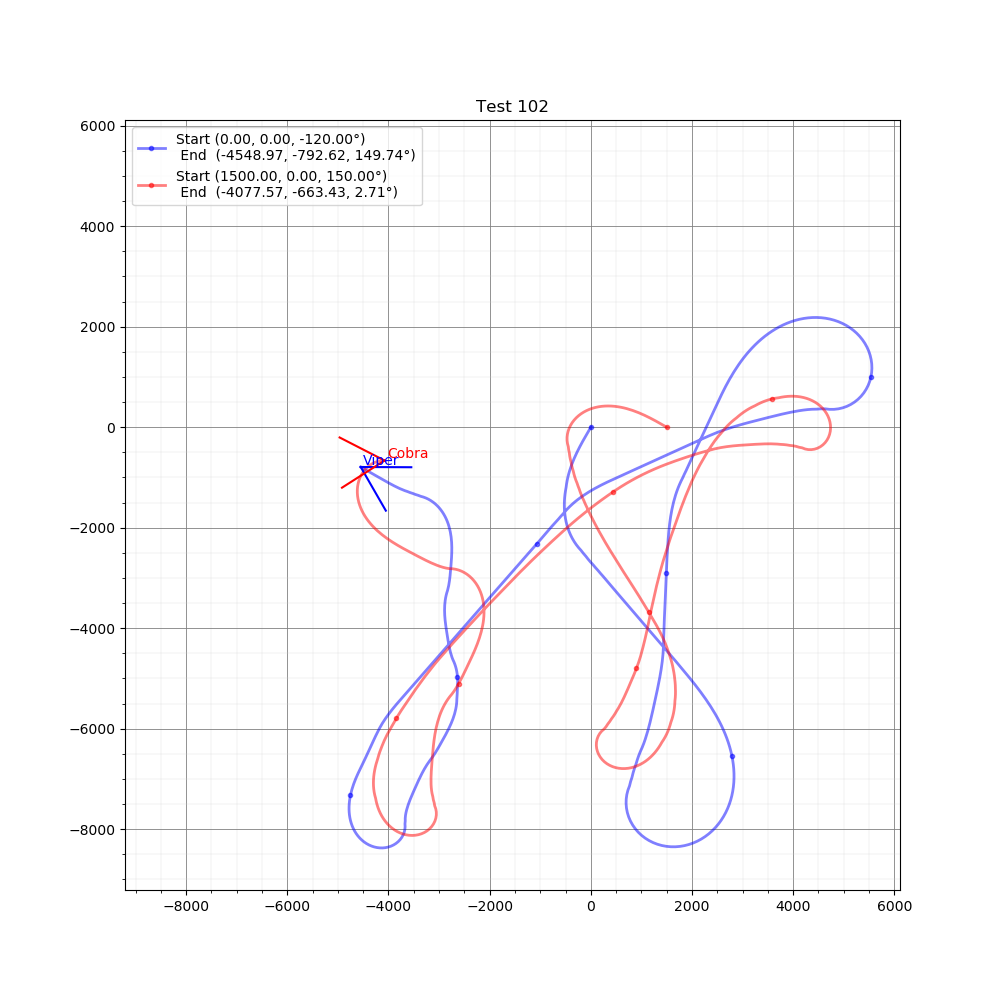 Test 102
Start (0.00, 0.00, -120.00°)
End (-4548.97, -792.62, 149.74°)
Start (1500.00, 0.00, 150.00°)
End (-4077.57, -663.43, 2.71°)
6000
4000
2000
0
−2000
−4000
−6000
−8000
Cobra
Viper
−8000 −6000 −4000 −2000 0 2000 4000 6000